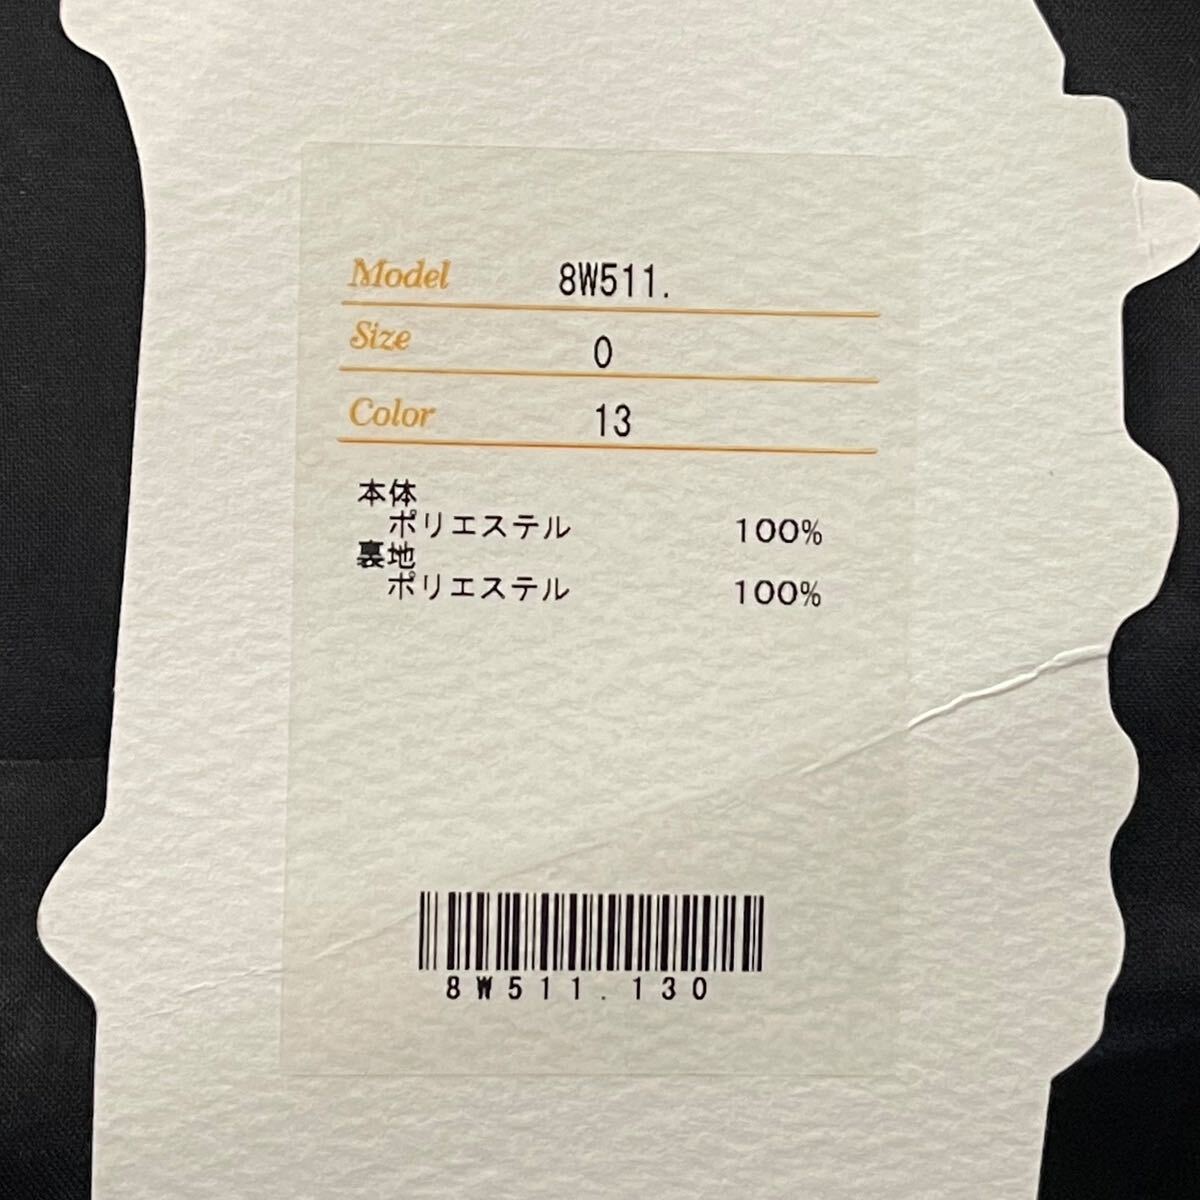 Model 8W511.
Size 0
Color 13
本体
ポリエステル 100%
裏地
ポリエステル 100%
8W511.130